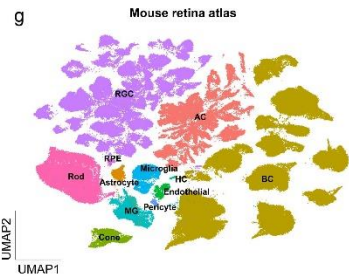 g
Mouse retina atlas
RGC
AC
RPE
Rod
Astrocyte
Microglia
HC
Endothelial
BC
Pericyte
MG
Cone
UMAP2
UMAP1